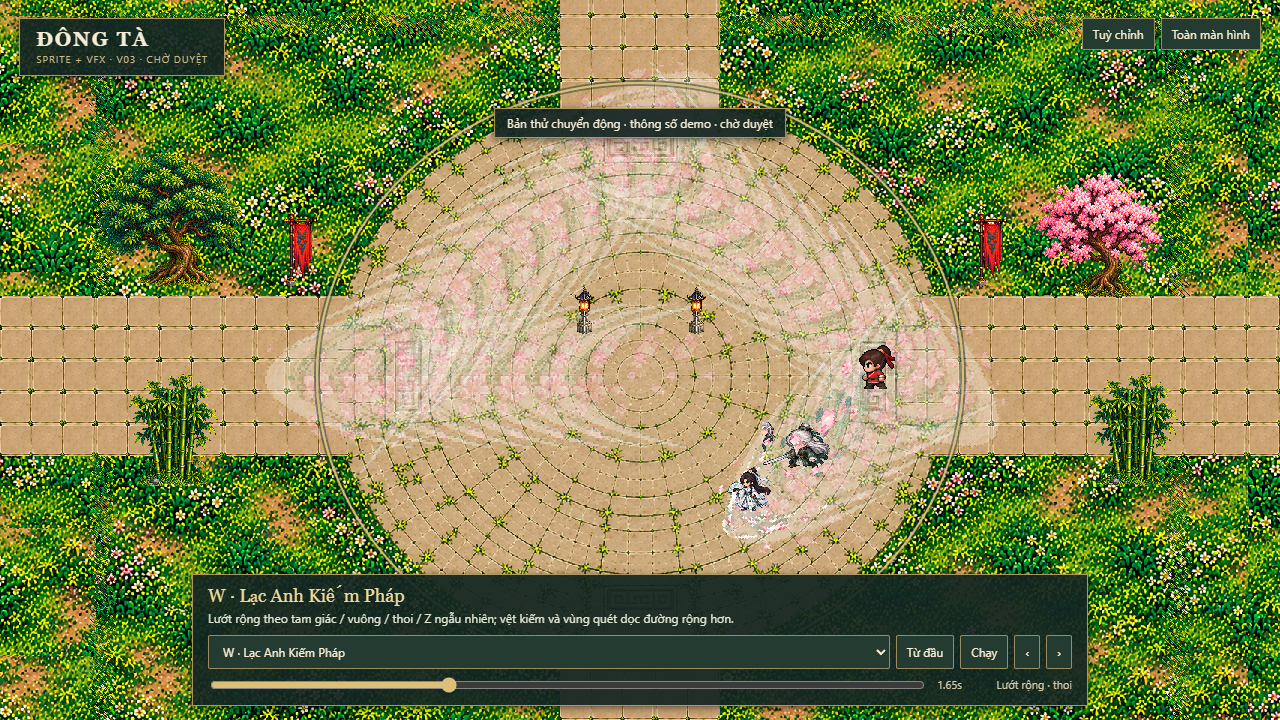 ĐÔNG TÀ
SPRITE + VFX · V03 · CHỜ DUYỆT
Tuỳ chỉnh
Toàn màn hình
Bản thử chuyển động · thông số demo · chờ duyệt
W · Lạc Anh Kiếm Pháp
Lướt rộng theo tam giác / vuông / thoi / Z ngẫu nhiên; vệt kiếm và vùng quét dọc đường rộng hơn.
W · Lạc Anh Kiếm Pháp
Từ đầu
Chạy
‹
›
1.65s
Lướt rộng · thoi